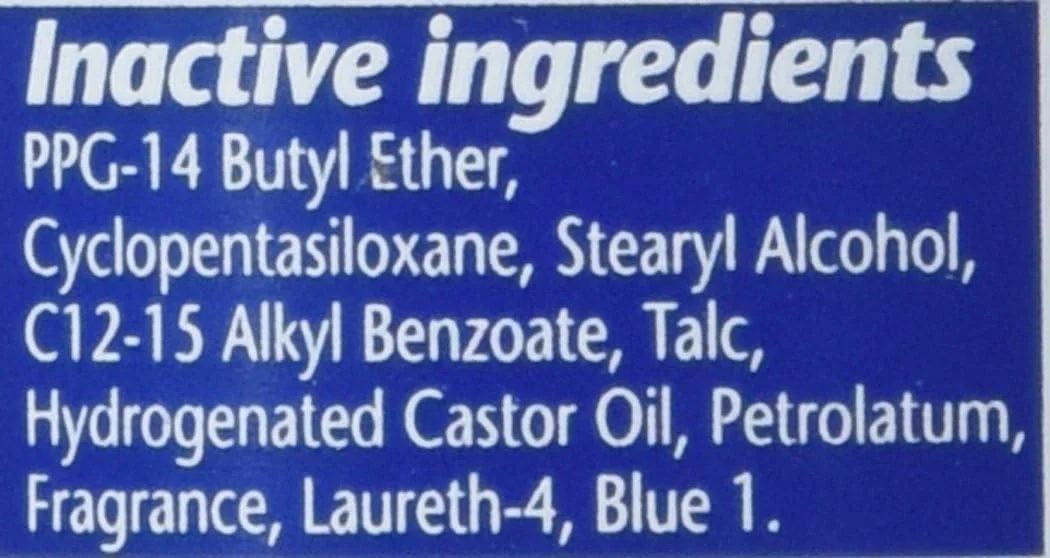 Inactive ingredients
PPG-14 Butyl Ether,
Cyclopentasiloxane, Stearyl Alcohol,
C12-15 Alkyl Benzoate, Talc,
Hydrogenated Castor Oil, Petrolatum,
Fragrance, Laureth-4, Blue 1.